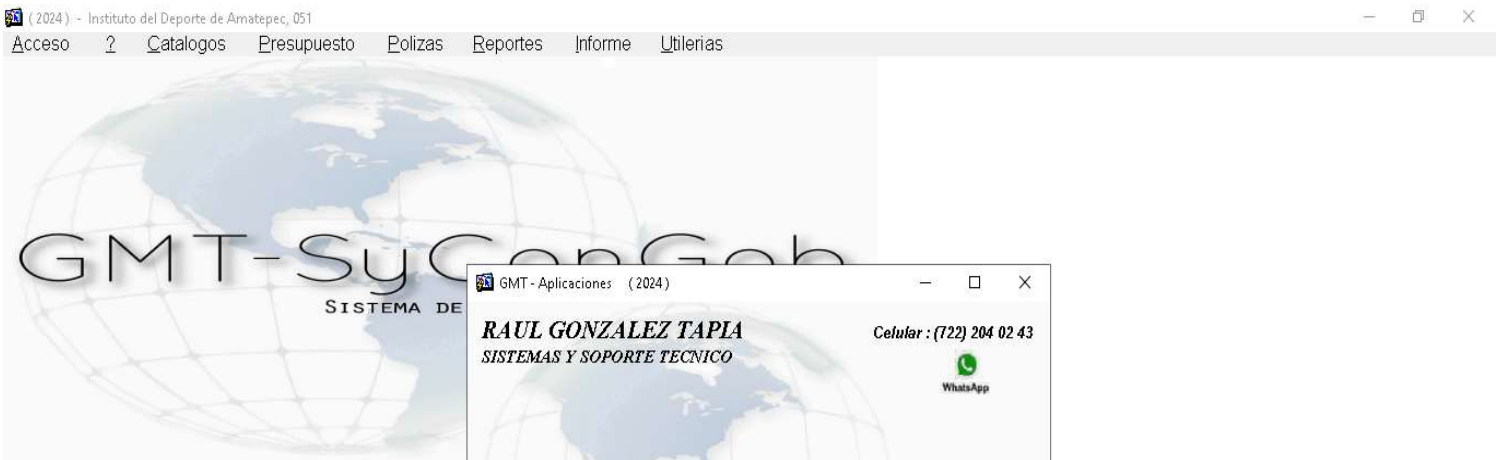 ( 2024 ) - Instituto del Deporte de Amatepec, 051
Acceso ? Catalogos Presupuesto Polizas Reportes Informe Utilerias
GMT-SyConGob
SISTEMA DE
GMT - Aplicaciones ( 2024 )
RAUL GONZALEZ TAPIA
SISTEMAS Y SOPORTE TECNICO
Celular : (722) 204 02 43
WhatsApp